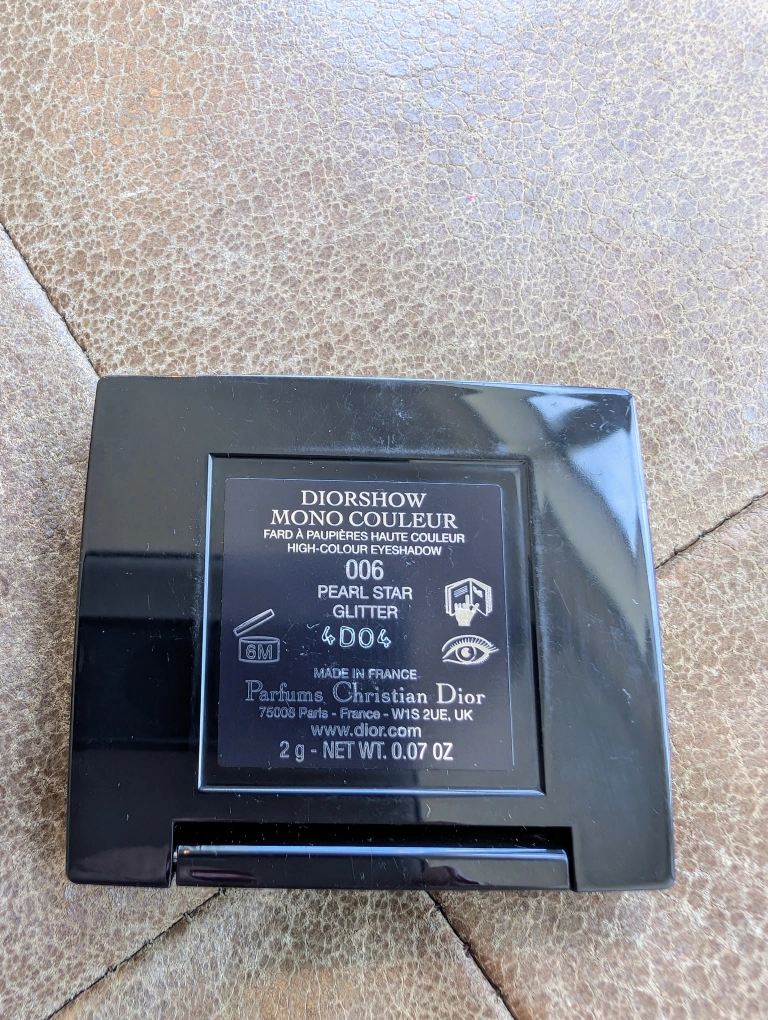 DIORSHOW
MONO COULEUR
FARD À PAUPIÈRES HAUTE COULEUR
HIGH-COLOUR EYESHADOW
006
PEARL STAR
GLITTER
4D04
6M
MADE IN FRANCE
Parfums Christian Dior
75008 Paris - France - W1S 2UE, UK
www.dior.com
2 g - NET WT. 0.07 OZ